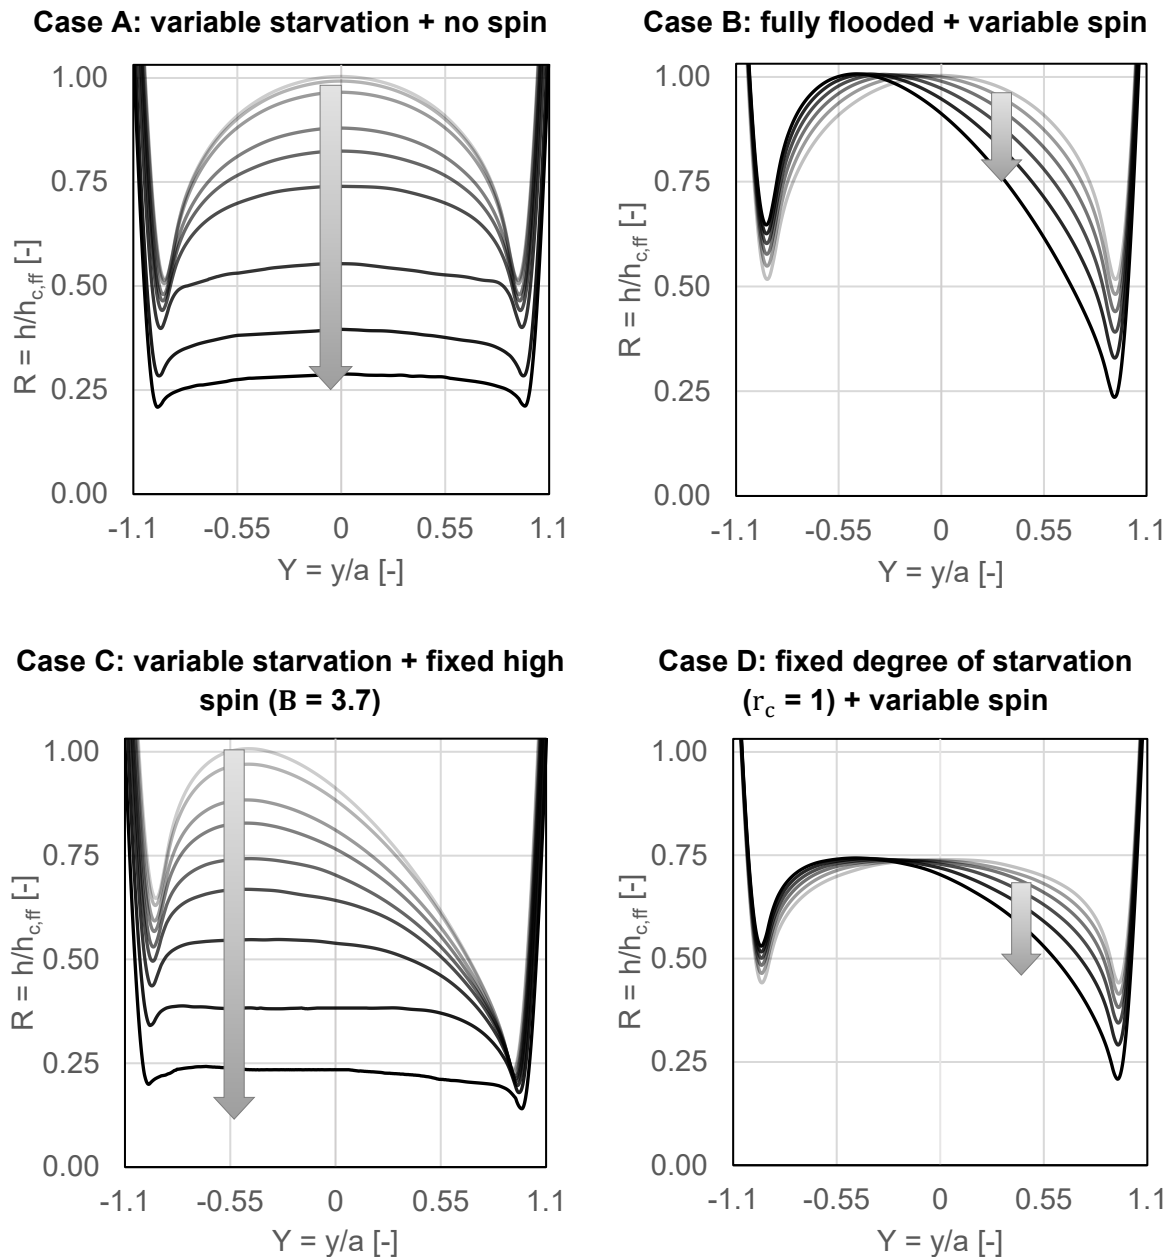 Case A: variable starvation + no spin
1.00
0.75
0.50
0.25
0.00
-1.1 -0.55 0 0.55 1.1
R = h/h_c,ff [-]
Y = y/a [-]
Case B: fully flooded + variable spin
1.00
0.75
0.50
0.25
0.00
-1.1 -0.55 0 0.55 1.1
R = h/h_c,ff [-]
Y = y/a [-]
Case C: variable starvation + fixed high
spin (B = 3.7)
1.00
0.75
0.50
0.25
0.00
-1.1 -0.55 0 0.55 1.1
R = h/h_c,ff [-]
Y = y/a [-]
Case D: fixed degree of starvation
(r_c = 1) + variable spin
1.00
0.75
0.50
0.25
0.00
-1.1 -0.55 0 0.55 1.1
R = h/h_c,ff [-]
Y = y/a [-]